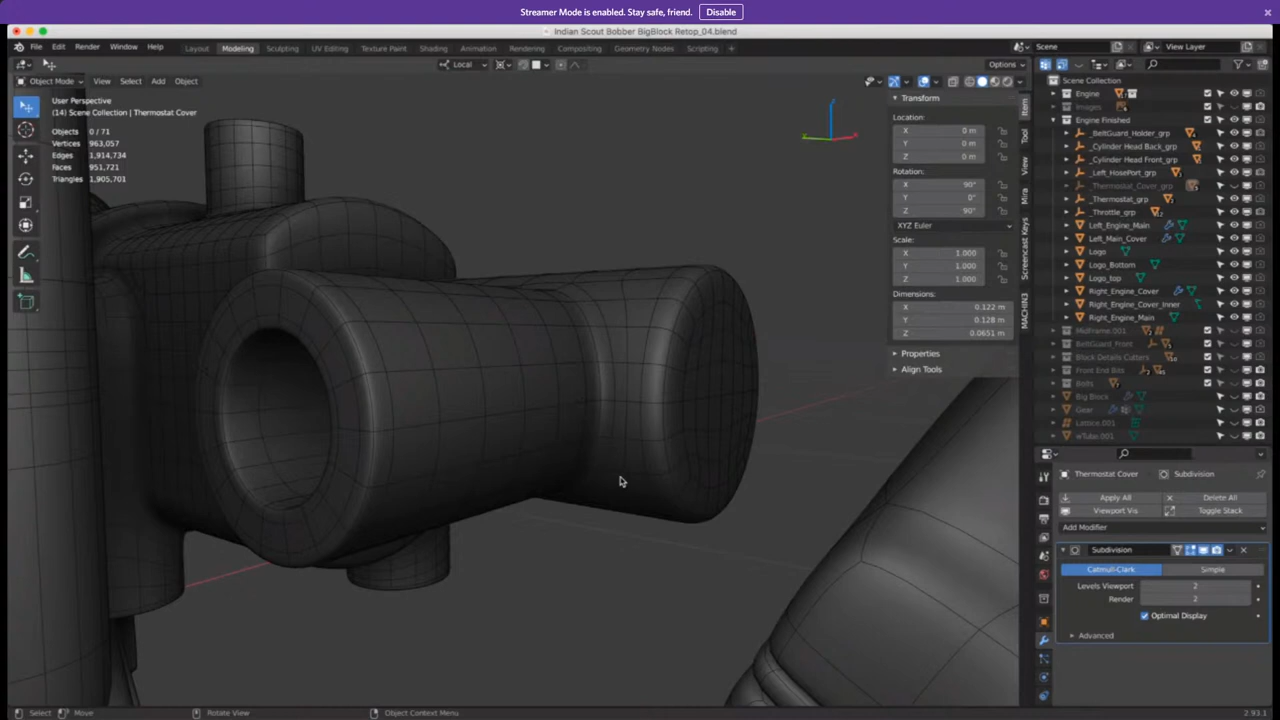 Streamer Mode is enabled. Stay safe, friend. Disable
Indian Scout Bobber BigBlock Retop_04.blend
File Edit Render Window Help Layout Modeling Sculpting UV Editing Texture Paint Shading Animation Rendering Compositing Geometry Nodes Scripting + Scene View Layer
Local Options
Object Mode View Select Add Object
User Perspective
(14) Scene Collection | Thermostat Cover
Objects 0 / 71
Vertices 963,057
Edges 1,914,734
Faces 951,721
Triangles 1,905,701
Transform
Location:
X 0 m
Y 0 m
Z 0 m
Rotation:
X 90°
Y 0°
Z 90°
XYZ Euler
Scale:
X 1.000
Y 1.000
Z 1.000
Dimensions:
X 0.122 m
Y 0.128 m
Z 0.0651 m
Properties
Align Tools
Item
Tool
View
Mira
Screencast Keys
MACHIN3
Scene Collection
Engine
Images
Engine Finished
_BeltGuard_Holder_grp
_Cylinder Head Back_grp
_Cylinder Head Front_grp
_Left_HosePort_grp
_Thermostat_Cover_grp
_Thermostat_grp
_Throttle_grp
Left_Engine_Main
Left_Main_Cover
Logo
Logo_Bottom
Logo_top
Right_Engine_Cover
Right_Engine_Cover_Inner
Right_Engine_Main
Midframe.001
BeltGuard_Front
Block Details Cutters
Front End Bits
Bolts
Big Block
Gear
Lattice.001
Thermostat Cover Subdivision
Apply All Delete All
Viewport Vis Toggle Stack
Add Modifier
Subdivision
Catmull-Clark Simple
Levels Viewport 2
Render 2
Optimal Display
Advanced
Select Move Rotate View Object Context Menu 2.93.1